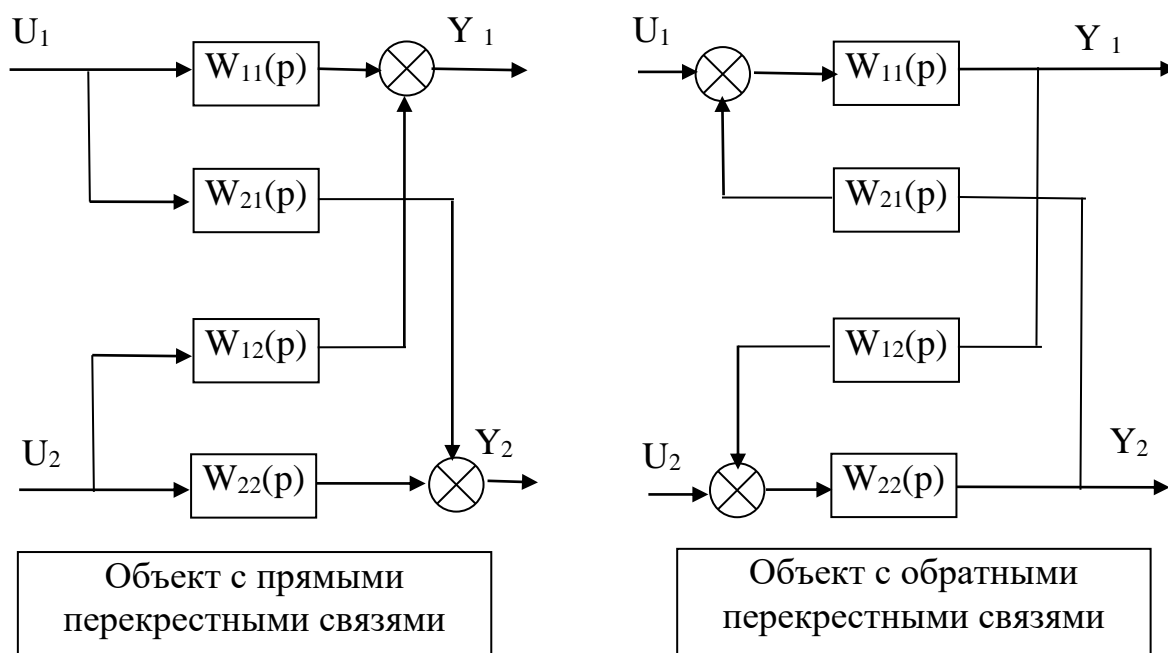 U₁
Y ₁
W₁₁(p)
W₂₁(p)
W₁₂(p)
U₂
Y₂
W₂₂(p)
Объект с прямыми
перекрестными связями
U₁
Y ₁
W₁₁(p)
W₂₁(p)
W₁₂(p)
U₂
Y₂
W₂₂(p)
Объект с обратными
перекрестными связями